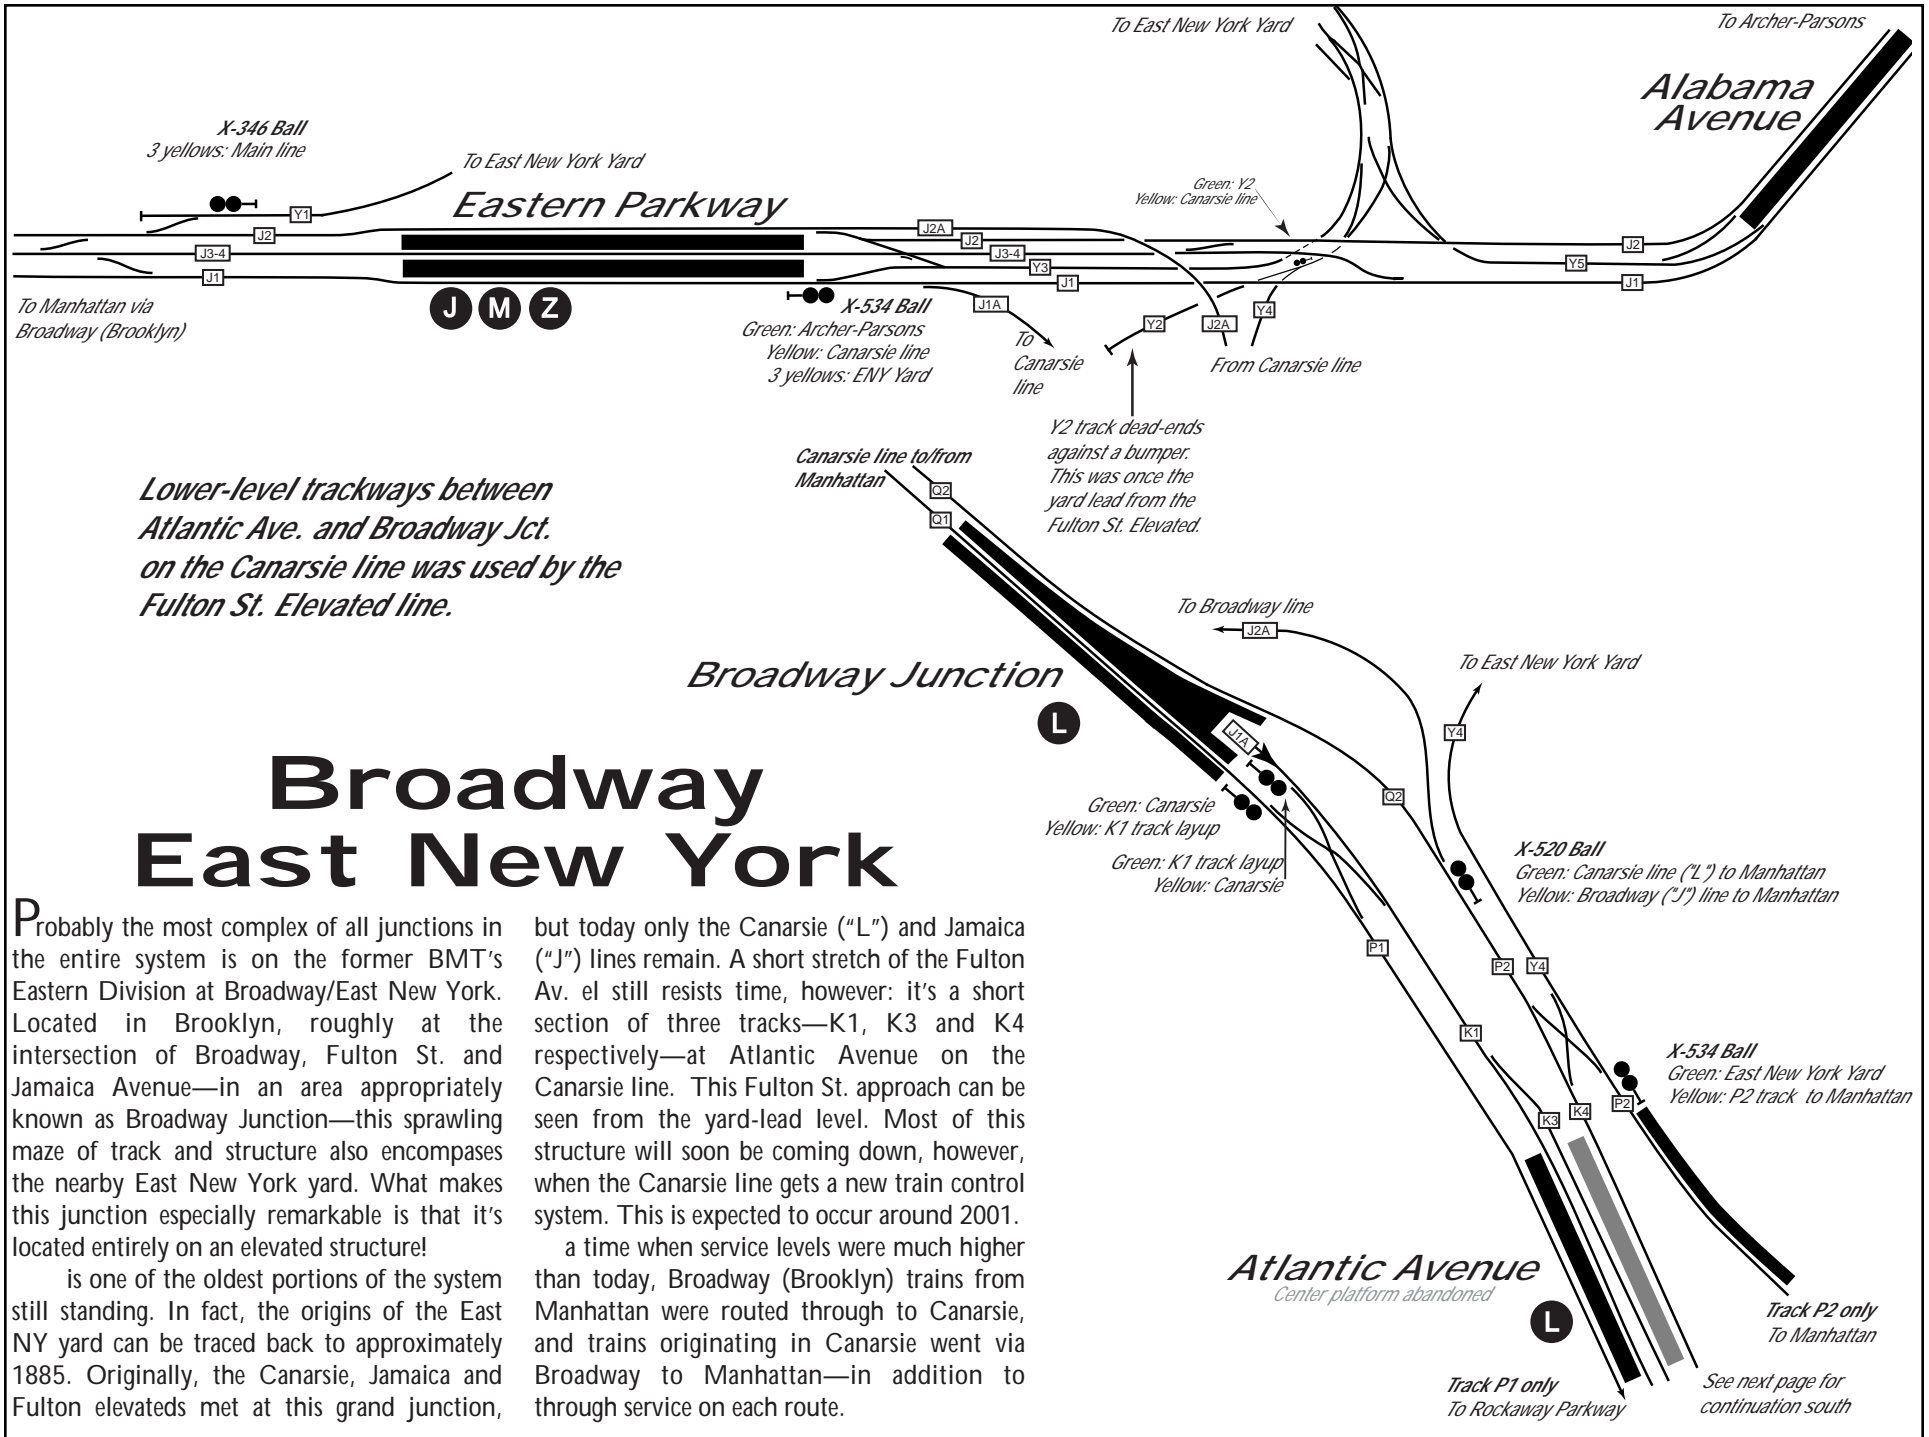 To East New York Yard
To Archer-Parsons
Alabama
Avenue
X-346 Ball
3 yellows: Main line
To East New York Yard
Eastern Parkway
Green: Y2
Yellow: Canarsie line
Y1
J2
J3-4
J1
J2A
J2
J3-4
Y3
J1
J2
Y5
J1
To Manhattan via
Broadway (Brooklyn)
J M Z
X-534 Ball
Green: Archer-Parsons
Yellow: Canarsie line
3 yellows: ENY Yard
J1A
To
Canarsie
line
Y2
J2A
Y4
From Canarsie line
Y2 track dead-ends
against a bumper.
This was once the
yard lead from the
Fulton St. Elevated.
Canarsie line to/from
Manhattan
Q2
Q1
Lower-level trackways between
Atlantic Ave. and Broadway Jct.
on the Canarsie line was used by the
Fulton St. Elevated line.
To Broadway line
J2A
To East New York Yard
Broadway Junction
L
J1A
Y4
Q2
Green: Canarsie
Yellow: K1 track layup
Green: K1 track layup
Yellow: Canarsie
X-520 Ball
Green: Canarsie line ("L") to Manhattan
Yellow: Broadway ("J") line to Manhattan
P1
P2
Y4
K1
X-534 Ball
Green: East New York Yard
Yellow: P2 track to Manhattan
K3
K4
P2
Atlantic Avenue
Center platform abandoned
L
Track P2 only
To Manhattan
Track P1 only
To Rockaway Parkway
See next page for
continuation south
Broadway
East New York
Probably the most complex of all junctions in
the entire system is on the former BMT's
Eastern Division at Broadway/East New York.
Located in Brooklyn, roughly at the
intersection of Broadway, Fulton St. and
Jamaica Avenue—in an area appropriately
known as Broadway Junction—this sprawling
maze of track and structure also encompases
the nearby East New York yard. What makes
this junction especially remarkable is that it's
located entirely on an elevated structure!
is one of the oldest portions of the system
still standing. In fact, the origins of the East
NY yard can be traced back to approximately
1885. Originally, the Canarsie, Jamaica and
Fulton elevateds met at this grand junction,
but today only the Canarsie ("L") and Jamaica
("J") lines remain. A short stretch of the Fulton
Av. el still resists time, however: it's a short
section of three tracks—K1, K3 and K4
respectively—at Atlantic Avenue on the
Canarsie line. This Fulton St. approach can be
seen from the yard-lead level. Most of this
structure will soon be coming down, however,
when the Canarsie line gets a new train control
system. This is expected to occur around 2001.
a time when service levels were much higher
than today, Broadway (Brooklyn) trains from
Manhattan were routed through to Canarsie,
and trains originating in Canarsie went via
Broadway to Manhattan—in addition to
through service on each route.